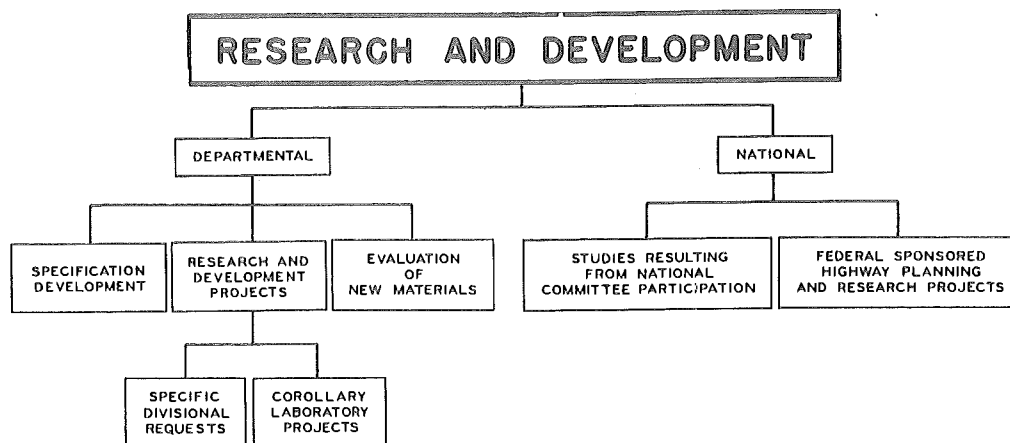 RESEARCH AND DEVELOPMENT
DEPARTMENTAL
NATIONAL
SPECIFICATION
DEVELOPMENT
RESEARCH AND
DEVELOPMENT
PROJECTS
EVALUATION
OF
NEW MATERIALS
STUDIES RESULTING
FROM NATIONAL
COMMITTEE PARTICIPATION
FEDERAL SPONSORED
HIGHWAY PLANNING
AND RESEARCH PROJECTS
SPECIFIC
DIVISIONAL
REQUESTS
COROLLARY
LABORATORY
PROJECTS